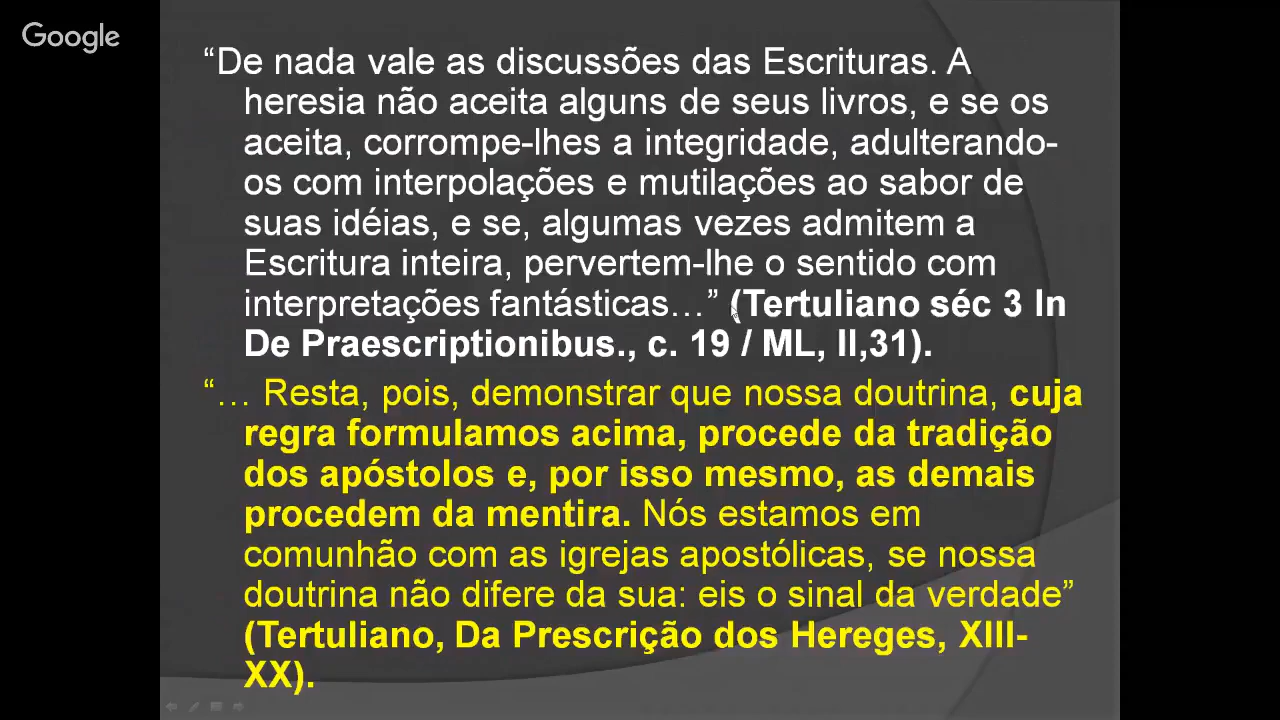 Google
“De nada vale as discussões das Escrituras. A
heresia não aceita alguns de seus livros, e se os
aceita, corrompe-lhes a integridade, adulterando-
os com interpolações e mutilações ao sabor de
suas idéias, e se, algumas vezes admitem a
Escritura inteira, pervertem-lhe o sentido com
interpretações fantásticas…” (Tertuliano séc 3 In
De Praescriptionibus., c. 19 / ML, II,31).
“… Resta, pois, demonstrar que nossa doutrina, cuja
regra formulamos acima, procede da tradição
dos apóstolos e, por isso mesmo, as demais
procedem da mentira. Nós estamos em
comunhão com as igrejas apostólicas, se nossa
doutrina não difere da sua: eis o sinal da verdade”
(Tertuliano, Da Prescrição dos Hereges, XIII-
XX).